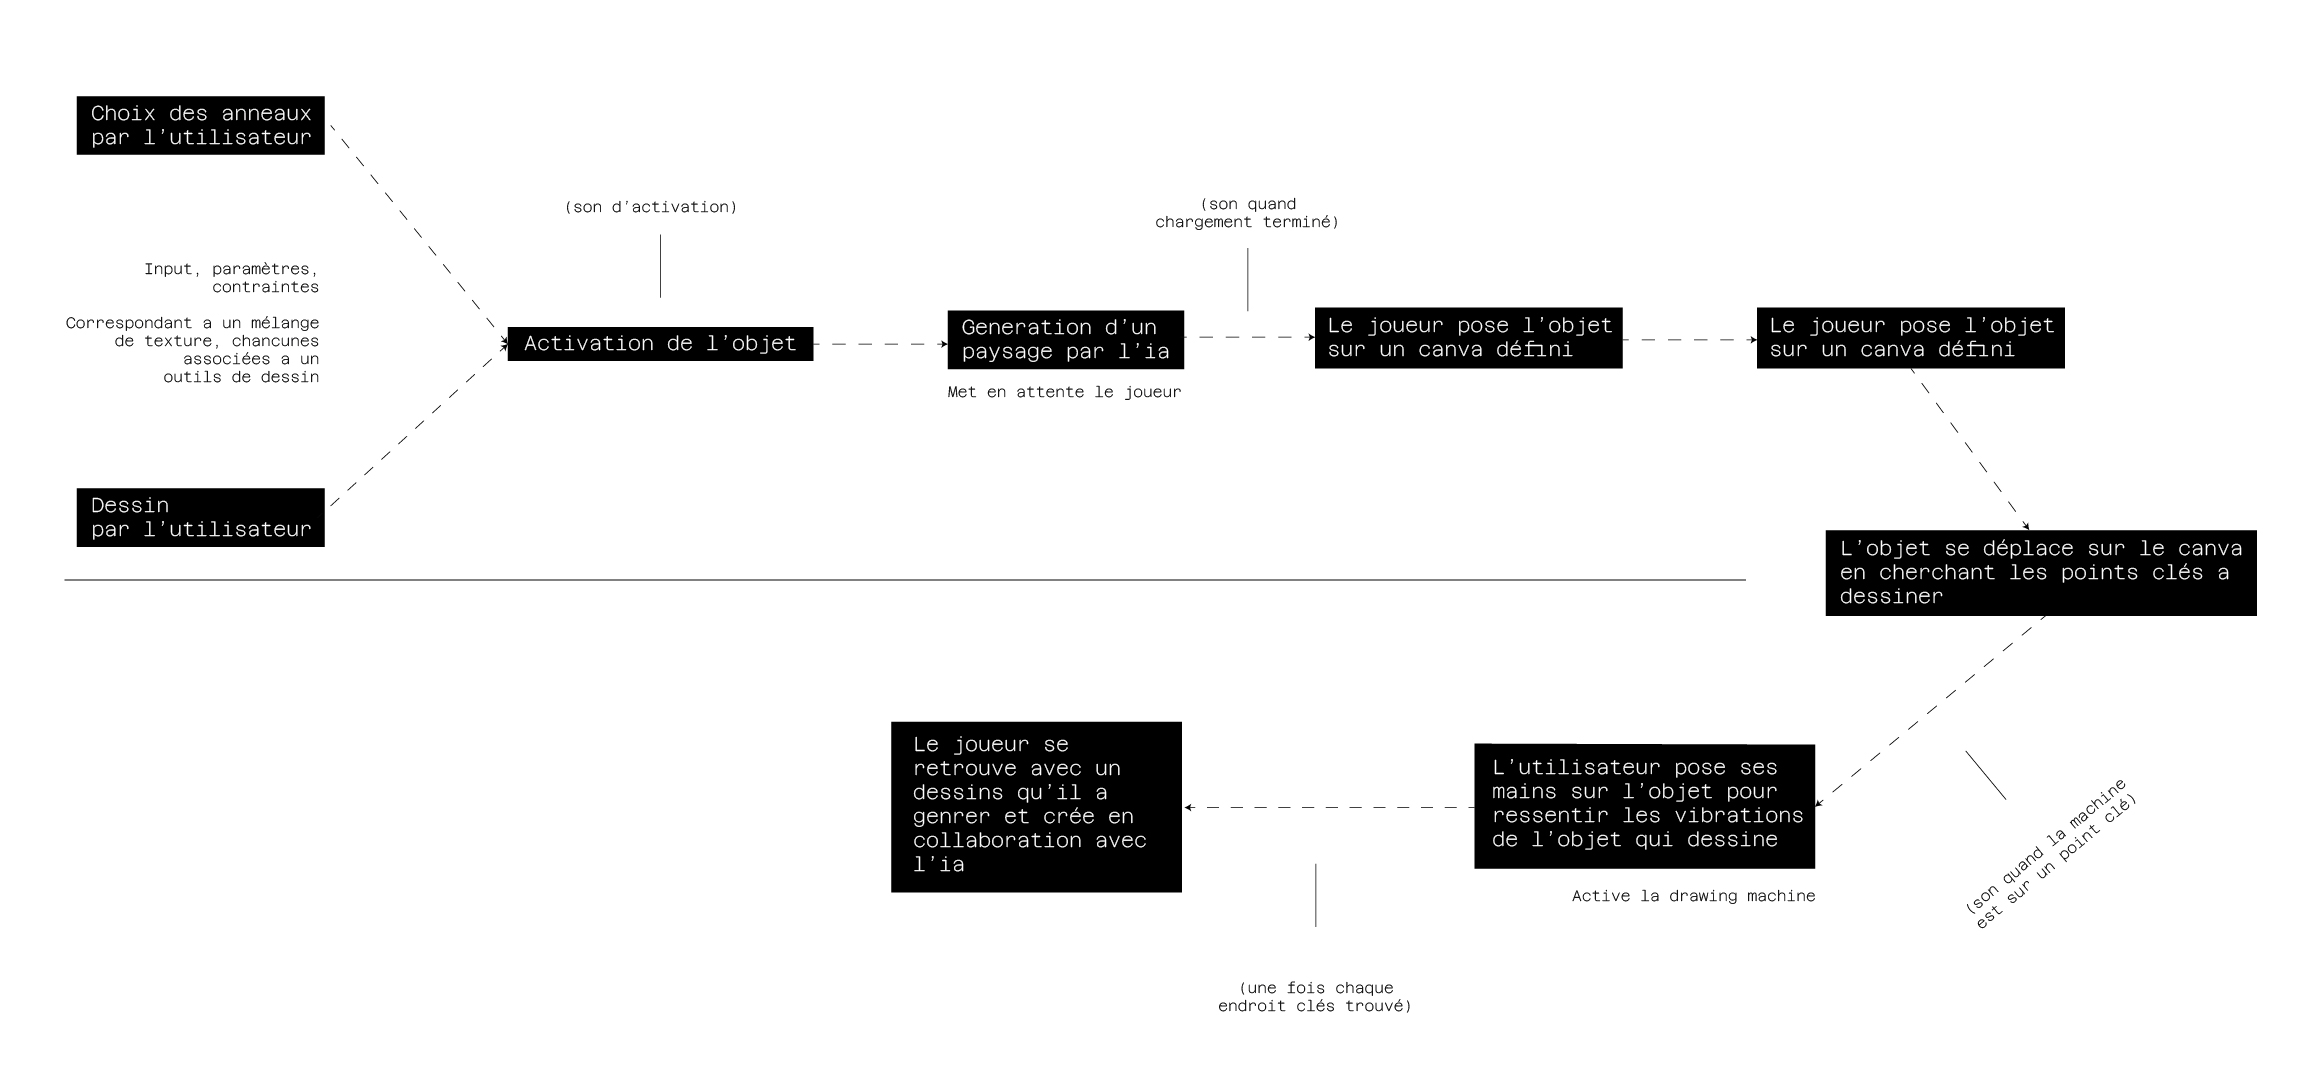 Choix des anneaux
par l'utilisateur
Input, paramètres,
contraintes
Correspondant a un mélange
de texture, chancunes
associées a un
outils de dessin
Dessin
par l'utilisateur
(son d'activation)
Activation de l'objet
Generation d'un
paysage par l'ia
Met en attente le joueur
(son quand
chargement terminé)
Le joueur pose l'objet
sur un canva défini
Le joueur pose l'objet
sur un canva défini
L'objet se déplace sur le canva
en cherchant les points clés a
dessiner
(son quand la machine
est sur un point clé)
L'utilisateur pose ses
mains sur l'objet pour
ressentir les vibrations
de l'objet qui dessine
Active la drawing machine
(une fois chaque
endroit clés trouvé)
Le joueur se
retrouve avec un
dessins qu'il a
genrer et crée en
collaboration avec
l'ia